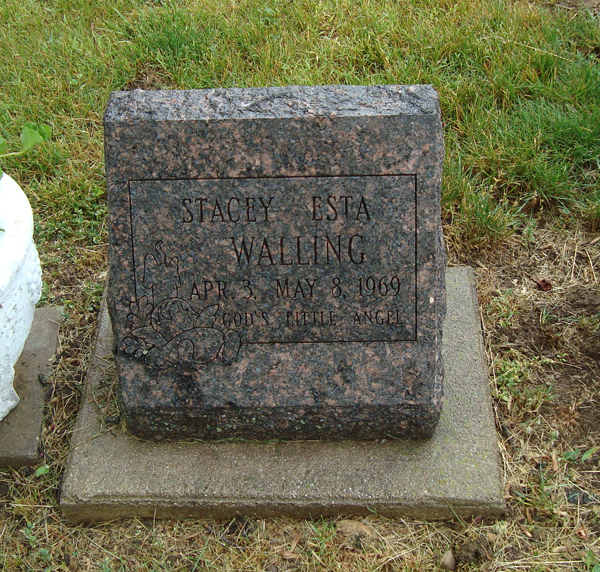 STACEY ESTA
WALLING
APR. 3, MAY 8, 1969
GOD'S LITTLE ANGEL